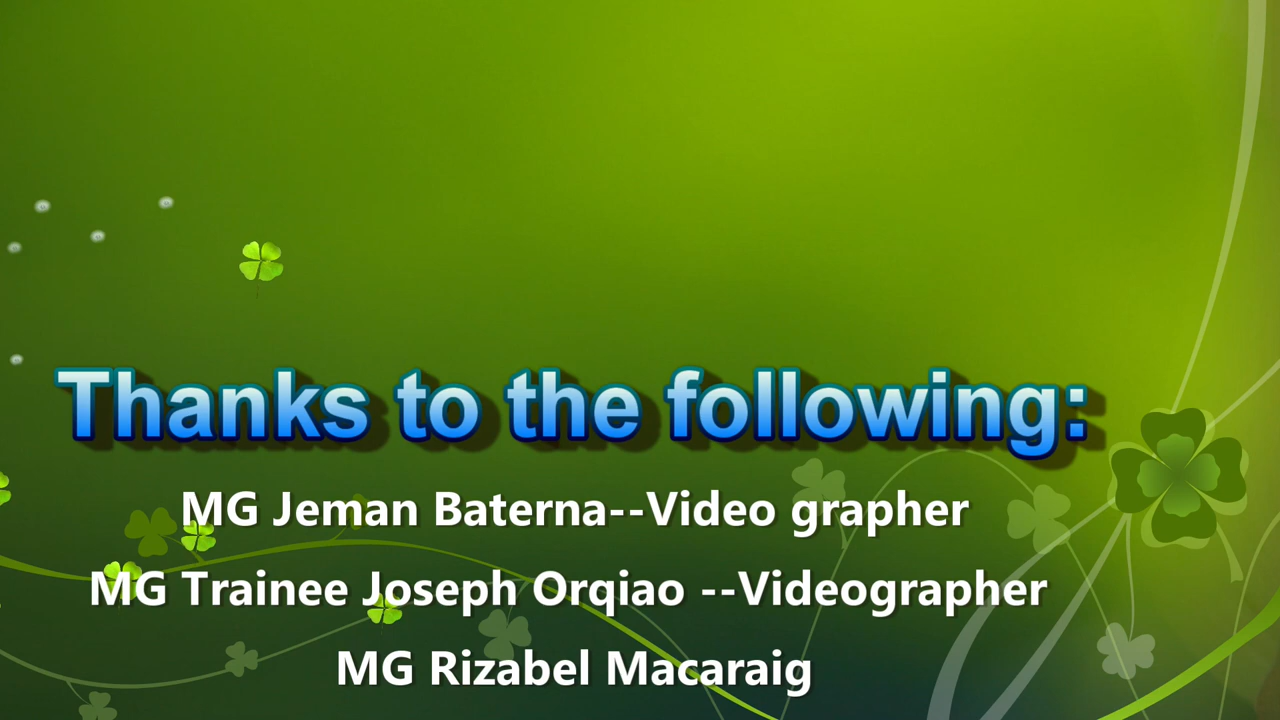 Thanks to the following:
MG Jeman Baterna--Video grapher
MG Trainee Joseph Orqiao --Videographer
MG Rizabel Macaraig